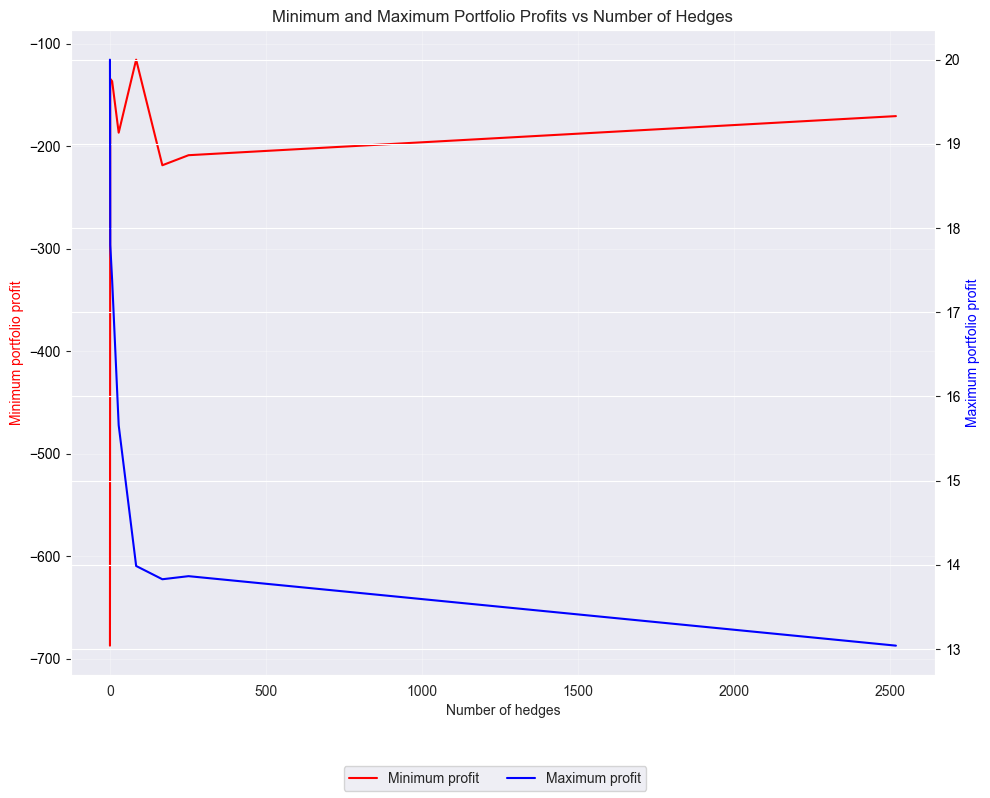 Minimum and Maximum Portfolio Profits vs Number of Hedges
−100
−200
−300
−400
−500
−600
−700
Minimum portfolio profit
20
19
18
17
16
15
14
13
Maximum portfolio profit
0 500 1000 1500 2000 2500
Number of hedges
Minimum profit Maximum profit